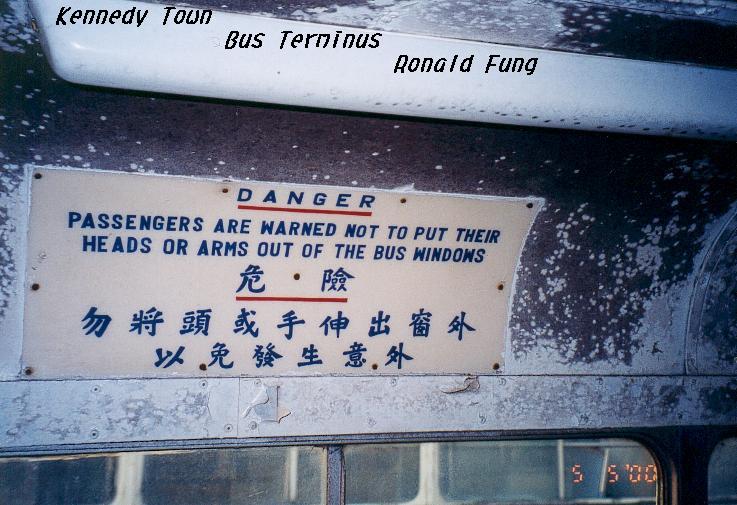 Kennedy Town
Bus Terninus
Ronald Fung
DANGER
PASSENGERS ARE WARNED NOT TO PUT THEIR
HEADS OR ARMS OUT OF THE BUS WINDOWS
危 險
勿將頭或手伸出窗外
以免發生意外
5 5'00